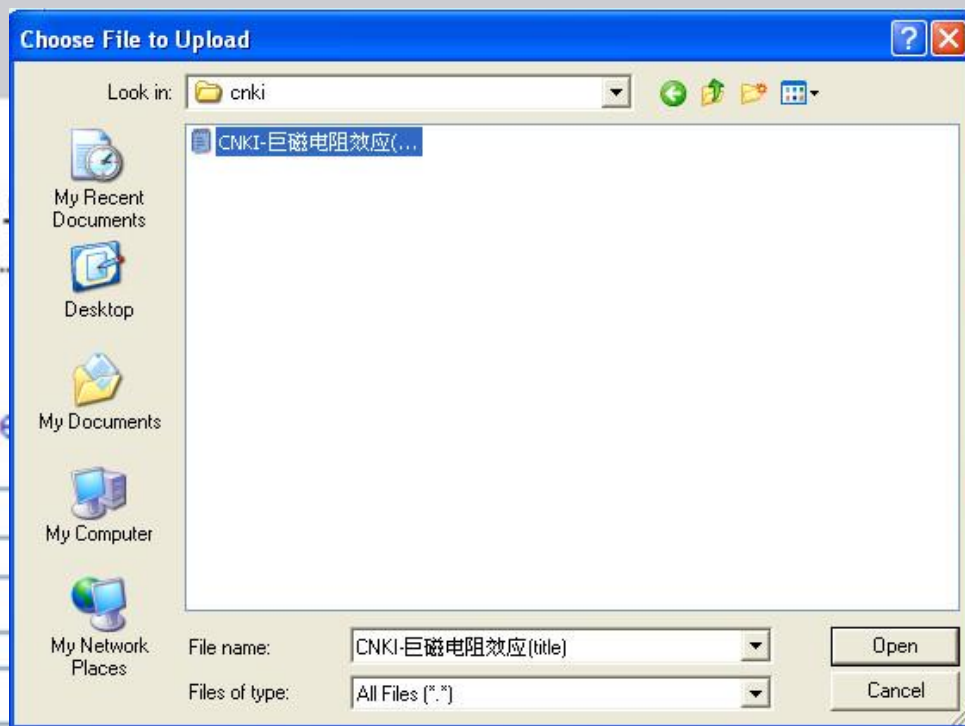 Choose File to Upload
Look in: cnki
CNKI-巨磁电阻效应(...
My Recent
Documents
Desktop
My Documents
My Computer
My Network
Places
File name: CNKI-巨磁电阻效应(title) Open
Files of type: All Files (*.*) Cancel